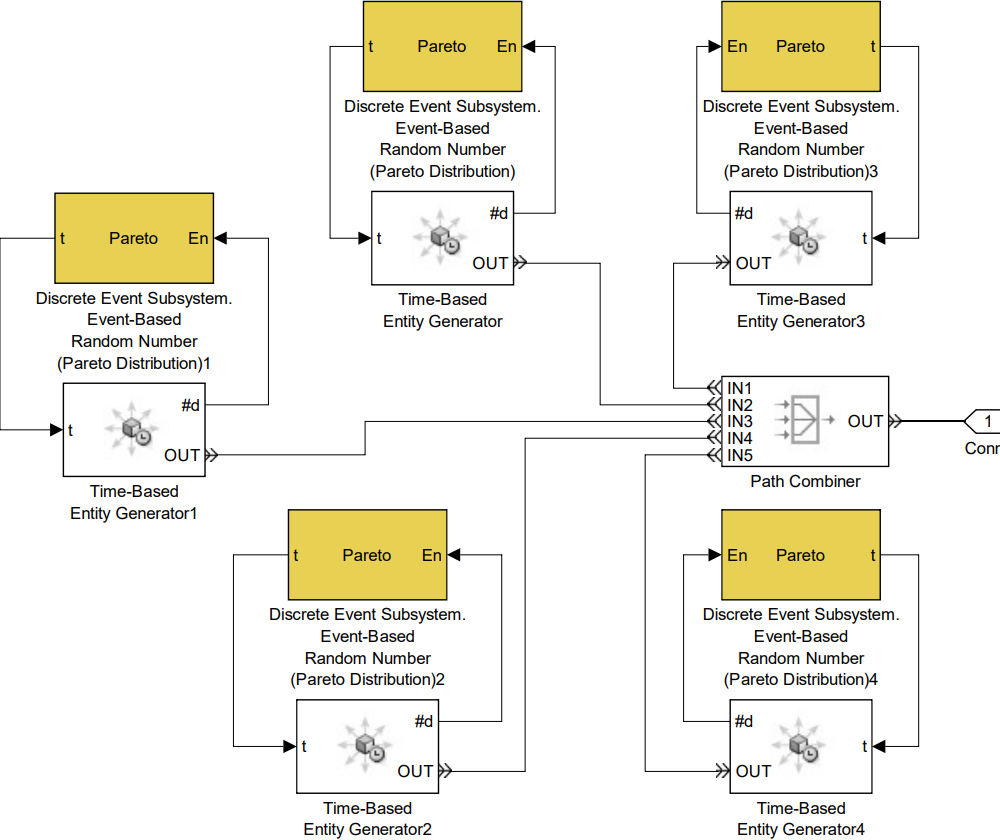 t Pareto En
Discrete Event Subsystem.
Event-Based
Random Number
(Pareto Distribution)
#d
t
OUT
Time-Based
Entity Generator
En Pareto t
Discrete Event Subsystem.
Event-Based
Random Number
(Pareto Distribution)3
#d
t
OUT
Time-Based
Entity Generator3
t Pareto En
Discrete Event Subsystem.
Event-Based
Random Number
(Pareto Distribution)1
#d
t
OUT
Time-Based
Entity Generator1
IN1
IN2
IN3
IN4
IN5
OUT
Path Combiner
1
Conr
t Pareto En
Discrete Event Subsystem.
Event-Based
Random Number
(Pareto Distribution)2
#d
t
OUT
Time-Based
Entity Generator2
En Pareto t
Discrete Event Subsystem.
Event-Based
Random Number
(Pareto Distribution)4
#d
t
OUT
Time-Based
Entity Generator4